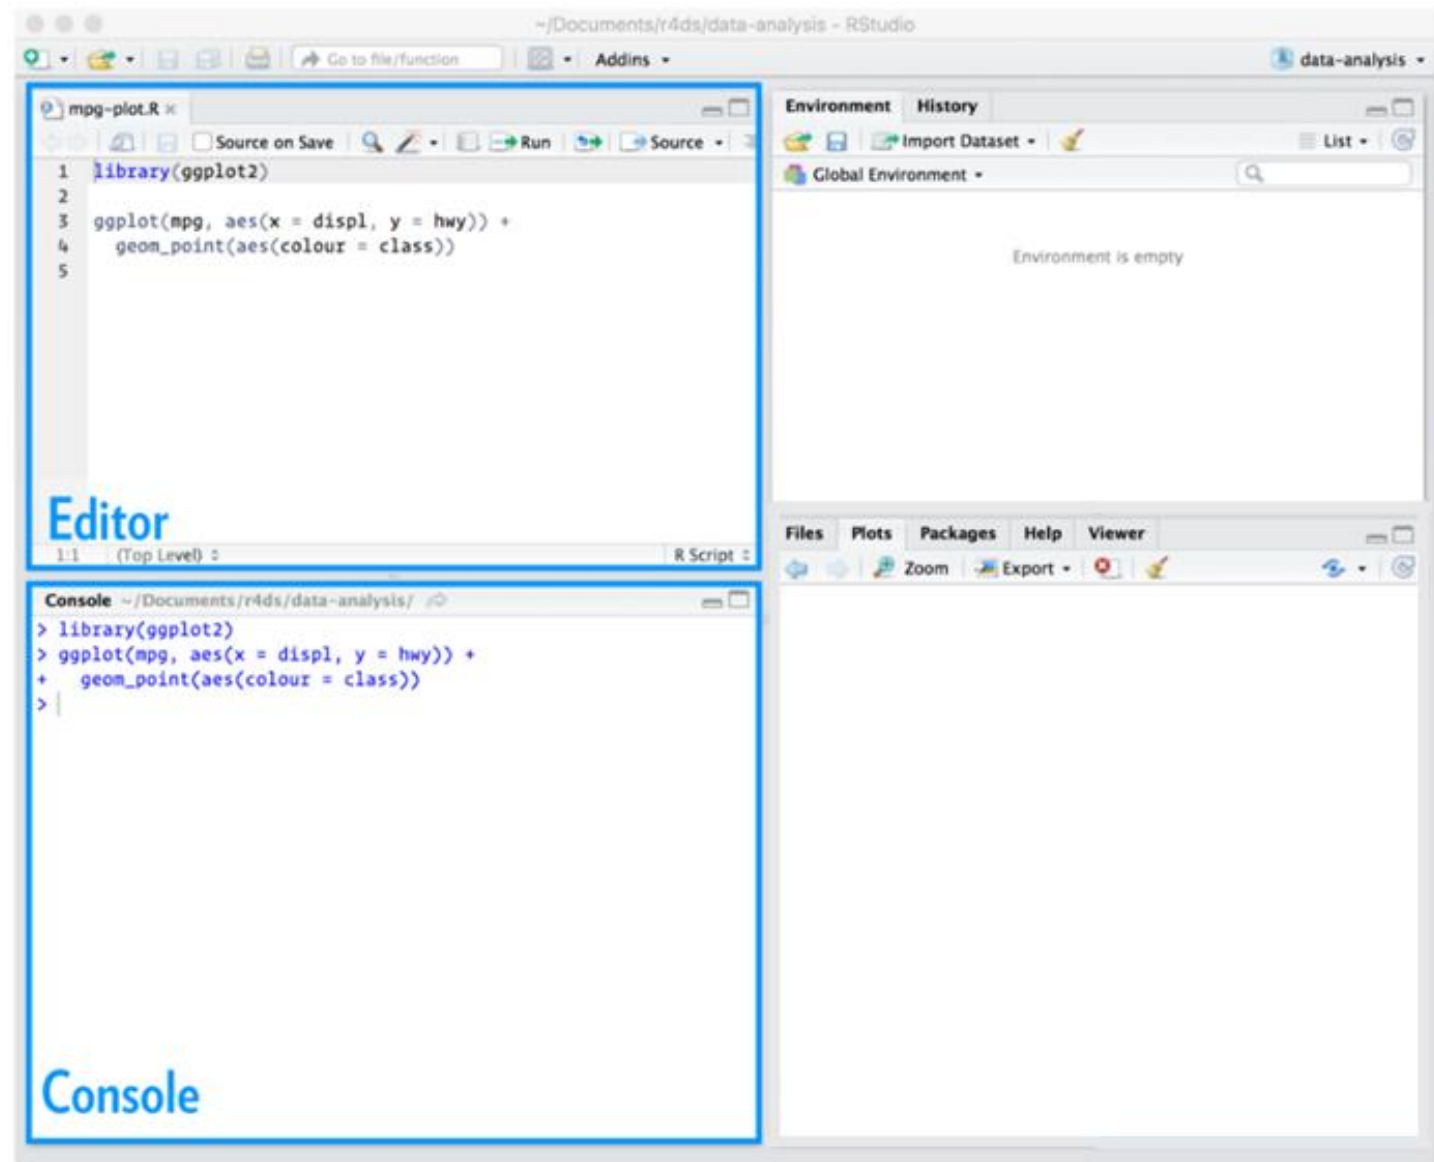 ~/Documents/r4ds/data-analysis - RStudio
Go to file/function
Addins
data-analysis
mpg-plot.R
Source on Save
Run
Source
1 library(ggplot2)
2
3 ggplot(mpg, aes(x = displ, y = hwy)) +
4 geom_point(aes(colour = class))
5
Editor
1:1 (Top Level) R Script
Console ~/Documents/r4ds/data-analysis/
> library(ggplot2)
> ggplot(mpg, aes(x = displ, y = hwy)) +
+ geom_point(aes(colour = class))
>
Console
Environment History
Import Dataset List
Global Environment
Environment is empty
Files Plots Packages Help Viewer
Zoom Export